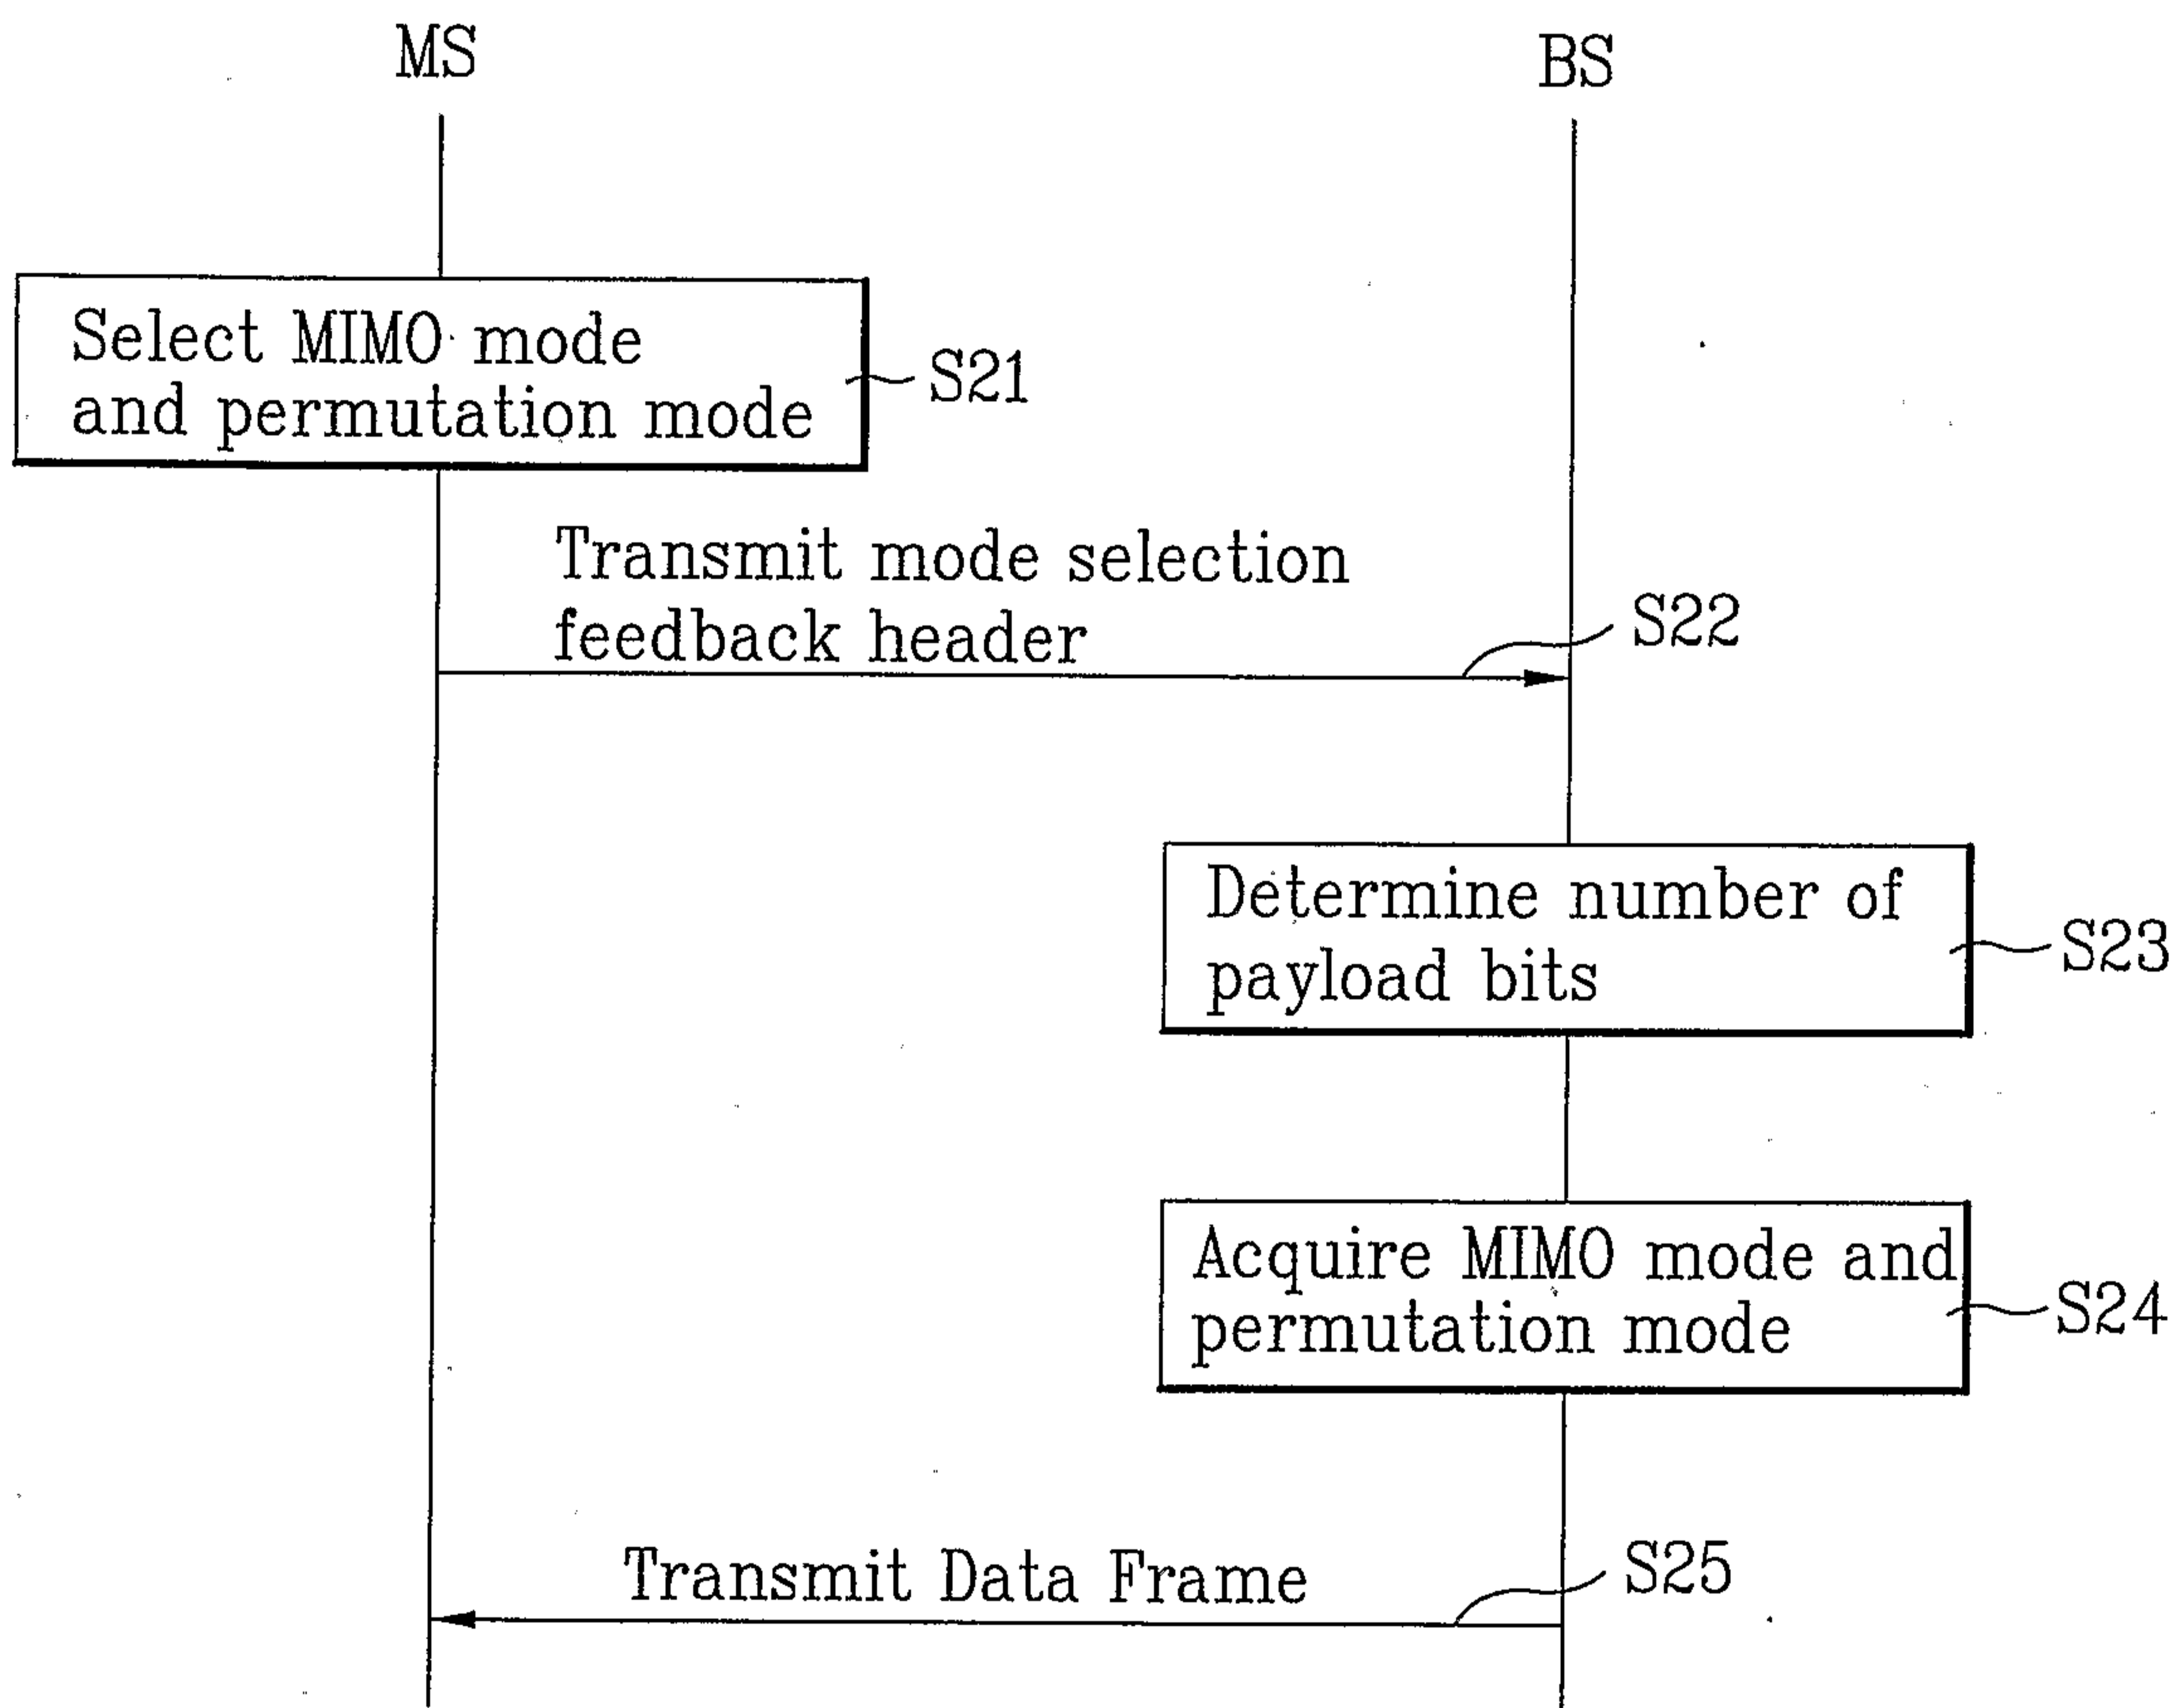 MS
BS
Select MIMO mode
and permutation mode
S21
Transmit mode selection
feedback header
S22
Determine number of
payload bits
S23
Acquire MIMO mode and
permutation mode
S24
Transmit Data Frame
S25